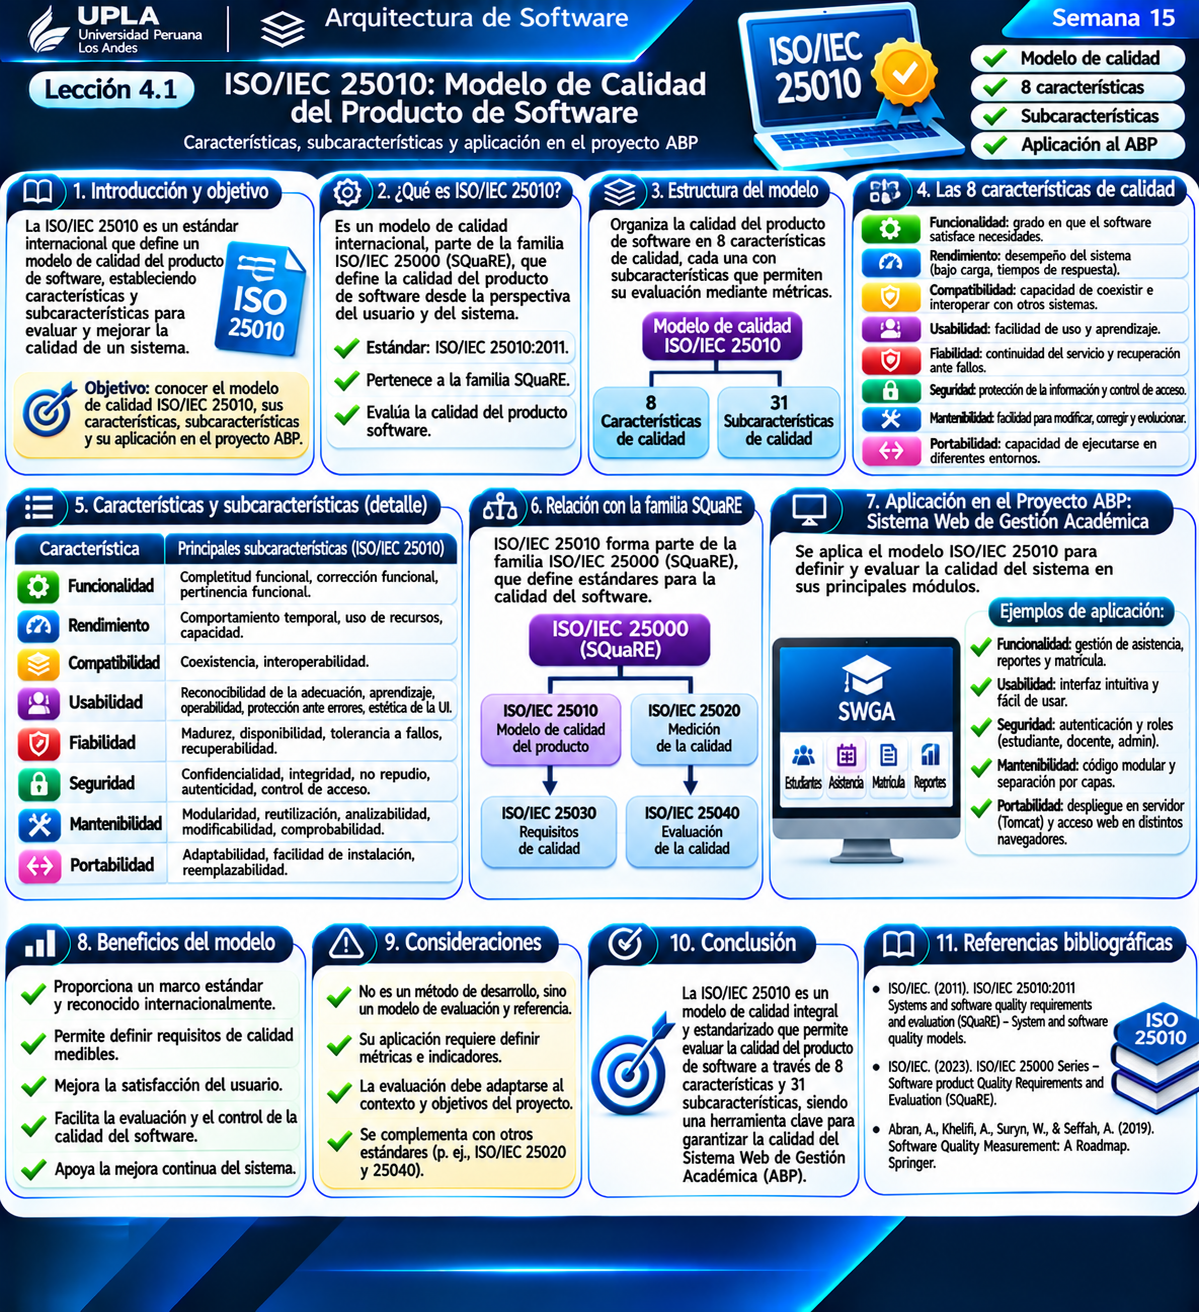 UPLA
Universidad Peruana
Los Andes
Arquitectura de Software
Semana 15
Lección 4.1
ISO/IEC 25010: Modelo de Calidad
del Producto de Software
Características, subcaracterísticas y aplicación en el proyecto ABP
ISO/IEC
25010
Modelo de calidad
8 características
Subcaracterísticas
Aplicación al ABP
1. Introducción y objetivo
La ISO/IEC 25010 es un estándar
internacional que define un
modelo de calidad del producto
de software, estableciendo
características y
subcaracterísticas para
evaluar y mejorar la
calidad de un sistema.
ISO
25010
Objetivo: conocer el modelo
de calidad ISO/IEC 25010, sus
características, subcaracterísticas
y su aplicación en el proyecto ABP.
2. ¿Qué es ISO/IEC 25010?
Es un modelo de calidad
internacional, parte de la familia
ISO/IEC 25000 (SQuaRE), que
define la calidad del producto
de software desde la perspectiva
del usuario y del sistema.
Estándar: ISO/IEC 25010:2011.
Pertenece a la familia SQuaRE.
Evalúa la calidad del producto
software.
3. Estructura del modelo
Organiza la calidad del producto
de software en 8 características
de calidad, cada una con
subcaracterísticas que permiten
su evaluación mediante métricas.
Modelo de calidad
ISO/IEC 25010
8
Características
de calidad
31
Subcaracterísticas
de calidad
4. Las 8 características de calidad
Funcionalidad: grado en que el software
satisface necesidades.
Rendimiento: desempeño del sistema
(bajo carga, tiempos de respuesta).
Compatibilidad: capacidad de coexistir e
interoperar con otros sistemas.
Usabilidad: facilidad de uso y aprendizaje.
Fiabilidad: continuidad del servicio y recuperación
ante fallos.
Seguridad: protección de la información y control de acceso.
Mantenibilidad: facilidad para modificar, corregir y evolucionar.
Portabilidad: capacidad de ejecutarse en
diferentes entornos.
5. Características y subcaracterísticas (detalle)
Característica
Principales subcaracterísticas (ISO/IEC 25010)
Funcionalidad
Completitud funcional, corrección funcional,
pertinencia funcional.
Rendimiento
Comportamiento temporal, uso de recursos,
capacidad.
Compatibilidad
Coexistencia, interoperabilidad.
Usabilidad
Reconocibilidad de la adecuación, aprendizaje,
operabilidad, protección ante errores, estética de la UI.
Fiabilidad
Madurez, disponibilidad, tolerancia a fallos,
recuperabilidad.
Seguridad
Confidencialidad, integridad, no repudio,
autenticidad, control de acceso.
Mantenibilidad
Modularidad, reutilización, analizabilidad,
modificabilidad, comprobabilidad.
Portabilidad
Adaptabilidad, facilidad de instalación,
reemplazabilidad.
6. Relación con la familia SQuaRE
ISO/IEC 25010 forma parte de la
familia ISO/IEC 25000 (SQuaRE),
que define estándares para la
calidad del software.
ISO/IEC 25000
(SQuaRE)
ISO/IEC 25010
Modelo de calidad
del producto
ISO/IEC 25020
Medición
de la calidad
ISO/IEC 25030
Requisitos
de calidad
ISO/IEC 25040
Evaluación
de la calidad
7. Aplicación en el Proyecto ABP:
Sistema Web de Gestión Académica
Se aplica el modelo ISO/IEC 25010 para
definir y evaluar la calidad del sistema en
sus principales módulos.
SWGA
Estudiantes
Asistencia
Matrícula
Reportes
Ejemplos de aplicación:
Funcionalidad: gestión de asistencia,
reportes y matrícula.
Usabilidad: interfaz intuitiva y
fácil de usar.
Seguridad: autenticación y roles
(estudiante, docente, admin).
Mantenibilidad: código modular y
separación por capas.
Portabilidad: despliegue en servidor
(Tomcat) y acceso web en distintos
navegadores.
8. Beneficios del modelo
Proporciona un marco estándar
y reconocido internacionalmente.
Permite definir requisitos de calidad
medibles.
Mejora la satisfacción del usuario.
Facilita la evaluación y el control de la
calidad del software.
Apoya la mejora continua del sistema.
9. Consideraciones
No es un método de desarrollo, sino
un modelo de evaluación y referencia.
Su aplicación requiere definir
métricas e indicadores.
La evaluación debe adaptarse al
contexto y objetivos del proyecto.
Se complementa con otros
estándares (p. ej., ISO/IEC 25020
y 25040).
10. Conclusión
La ISO/IEC 25010 es un
modelo de calidad integral
y estandarizado que permite
evaluar la calidad del producto
de software a través de 8
características y 31
subcaracterísticas, siendo
una herramienta clave para
garantizar la calidad del
Sistema Web de Gestión
Académica (ABP).
11. Referencias bibliográficas
• ISO/IEC. (2011). ISO/IEC 25010:2011
Systems and software quality requirements
and evaluation (SQuaRE) – System and software
quality models.
• ISO/IEC. (2023). ISO/IEC 25000 Series –
Software product Quality Requirements and
Evaluation (SQuaRE).
• Abran, A., Khelifi, A., Suryn, W., & Seffah, A. (2019).
Software Quality Measurement: A Roadmap.
Springer.
ISO
25010